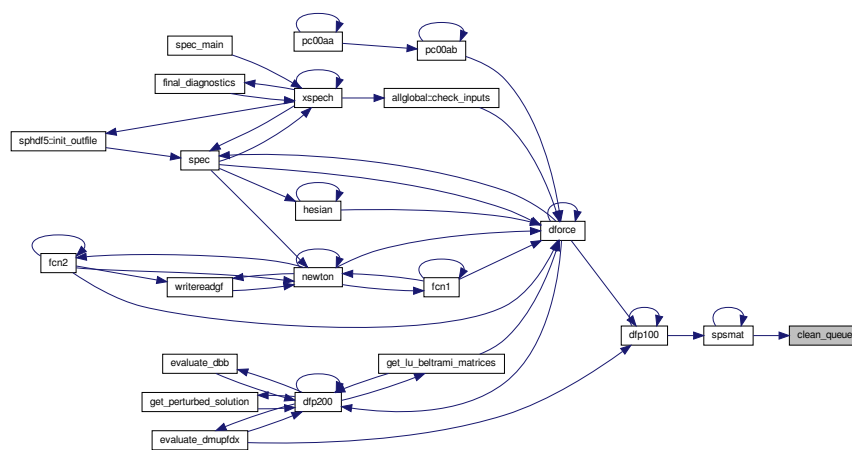 pc00aa
pc00ab
spec_main
final_diagnostics
xspech
allglobal::check_inputs
sphdf5::init_outfile
spec
hesian
dforce
fcn2
writereadgf
newton
fcn1
dfp100
spsmat
clean_queue
evaluate_dbb
get_lu_beltrami_matrices
get_perturbed_solution
dfp200
evaluate_dmupfdx